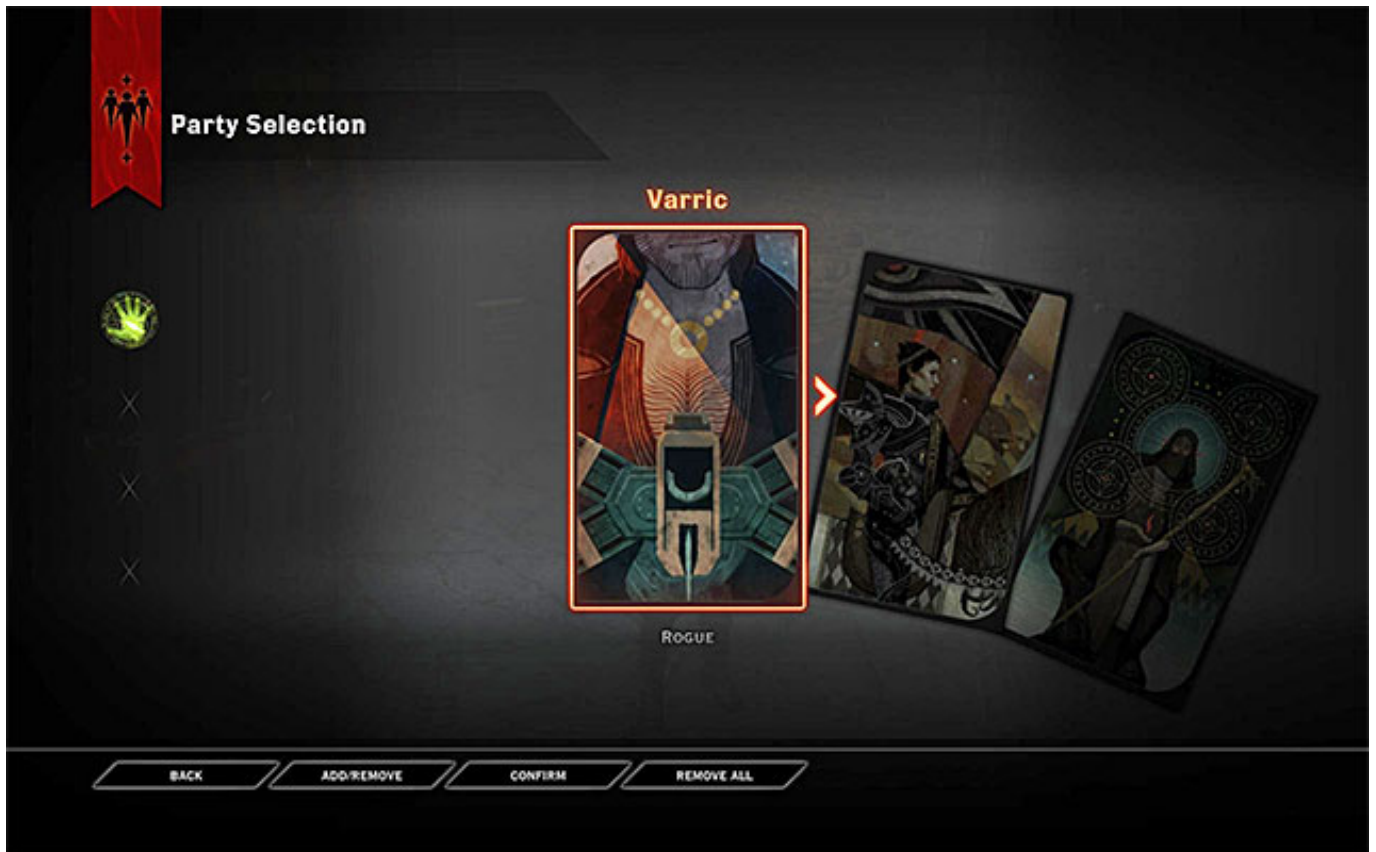 Party Selection
Varric
ROGUE
BACK
ADD/REMOVE
CONFIRM
REMOVE ALL